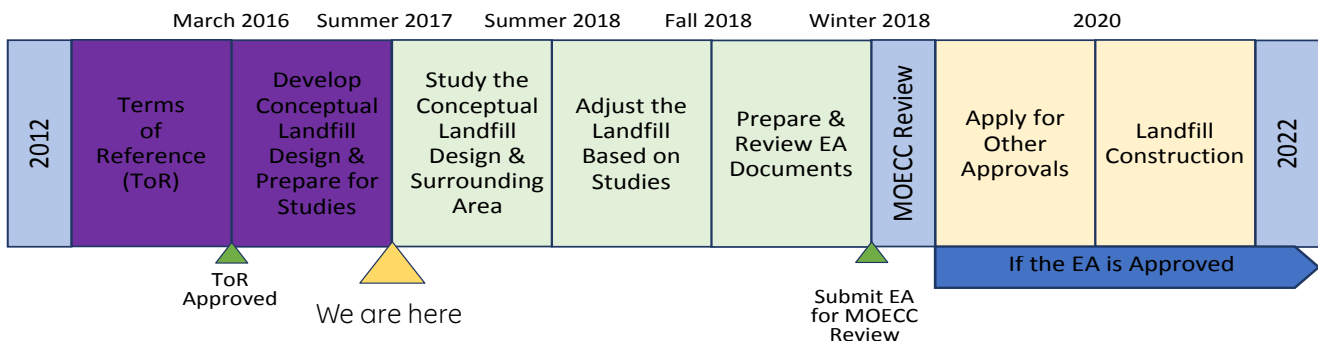 March 2016
Summer 2017
Summer 2018
Fall 2018
Winter 2018
2020
2012
Terms
of
Reference
(ToR)
Develop
Conceptual
Landfill
Design &
Prepare for
Studies
Study the
Conceptual
Landfill
Design &
Surrounding
Area
Adjust the
Landfill
Based on
Studies
Prepare &
Review EA
Documents
MOECC Review
Apply for
Other
Approvals
Landfill
Construction
2022
If the EA is Approved
ToR
Approved
We are here
Submit EA
for MOECC
Review